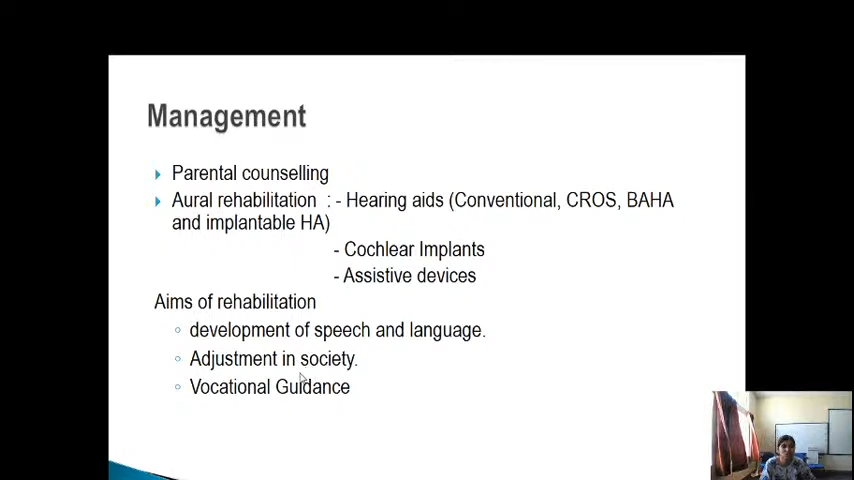 Management
Parental counselling
Aural rehabilitation : - Hearing aids (Conventional, CROS, BAHA
and implantable HA)
- Cochlear Implants
- Assistive devices
Aims of rehabilitation
development of speech and language.
Adjustment in society.
Vocational Guidance